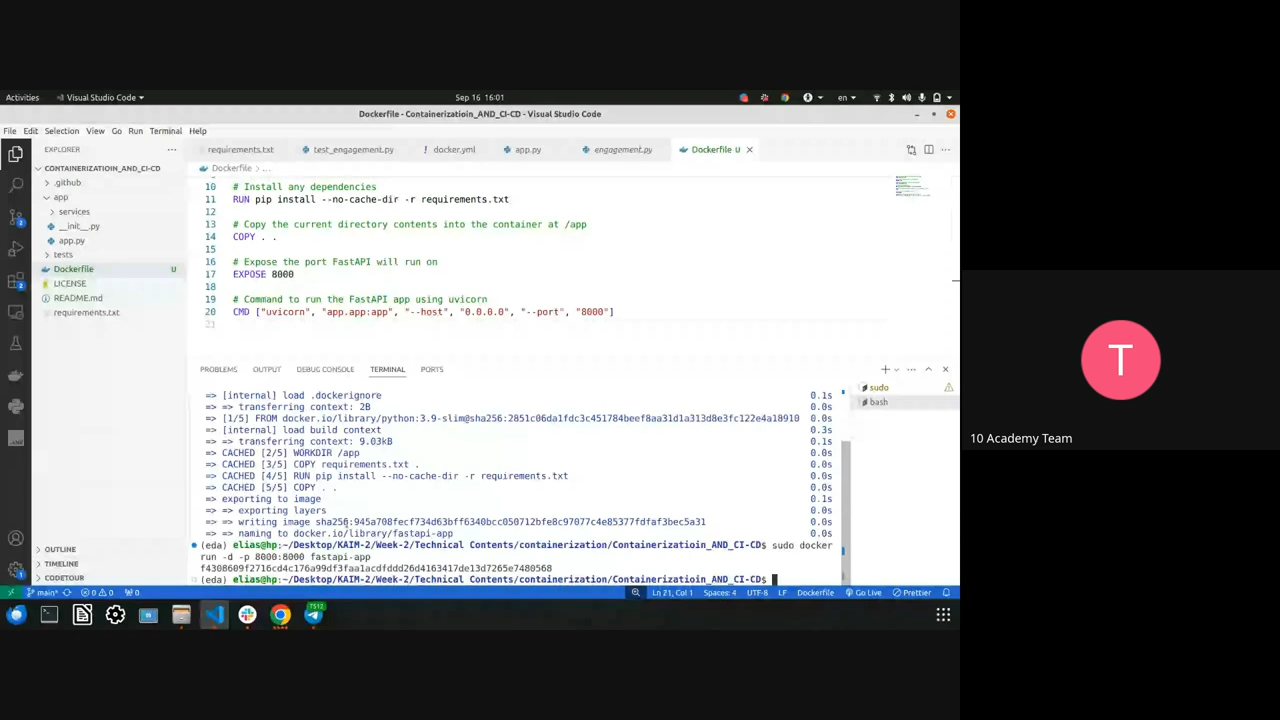 Activities
Visual Studio Code
Sep 16 16:01
en
Dockerfile - Containerizatioin_AND_CI-CD - Visual Studio Code
File Edit Selection View Go Run Terminal Help
EXPLORER
requirements.txt
test_engagement.py
docker.yml
app.py
engagement.py
Dockerfile U
CONTAINERIZATIOIN_AND_CI-CD
.github
app
services
__init__.py
app.py
tests
Dockerfile U
LICENSE
README.md
requirements.txt
OUTLINE
TIMELINE
CODETOUR
Dockerfile > ...
10 # Install any dependencies
11 RUN pip install --no-cache-dir -r requirements.txt
12
13 # Copy the current directory contents into the container at /app
14 COPY . .
15
16 # Expose the port FastAPI will run on
17 EXPOSE 8000
18
19 # Command to run the FastAPI app using uvicorn
20 CMD ["uvicorn", "app.app:app", "--host", "0.0.0.0", "--port", "8000"]
PROBLEMS OUTPUT DEBUG CONSOLE TERMINAL PORTS
sudo
bash
=> [internal] load .dockerignore 0.1s
=> => transferring context: 2B 0.0s
=> [1/5] FROM docker.io/library/python:3.9-slim@sha256:2851c06da1fdc3c451784beef8aa31d1a313d8e3fc122e4a18910 0.0s
=> [internal] load build context 0.3s
=> => transferring context: 9.03kB 0.1s
=> CACHED [2/5] WORKDIR /app 0.0s
=> CACHED [3/5] COPY requirements.txt . 0.0s
=> CACHED [4/5] RUN pip install --no-cache-dir -r requirements.txt 0.0s
=> CACHED [5/5] COPY . . 0.0s
=> exporting to image 0.1s
=> => exporting layers 0.0s
=> => writing image sha256:945a708fecf734d63bff6340bcc050712bfe8c97077c4e85377fdfaf3bec5a31 0.0s
=> => naming to docker.io/library/fastapi-app 0.0s
(eda) elias@hp:~/Desktop/KAIM-2/Week-2/Technical Contents/containerization/Containerizatioin_AND_CI-CD$ sudo docker
run -d -p 8000:8000 fastapi-app
f4308609f2716cd4c176a99df3faa1acdfddd26d4163417de13d7265e7480568
(eda) elias@hp:~/Desktop/KAIM-2/Week-2/Technical Contents/containerization/Containerizatioin_AND_CI-CD$
main* 0 0 0
Ln 21, Col 1 Spaces: 4 UTF-8 LF Dockerfile Go Live Prettier
T
10 Academy Team